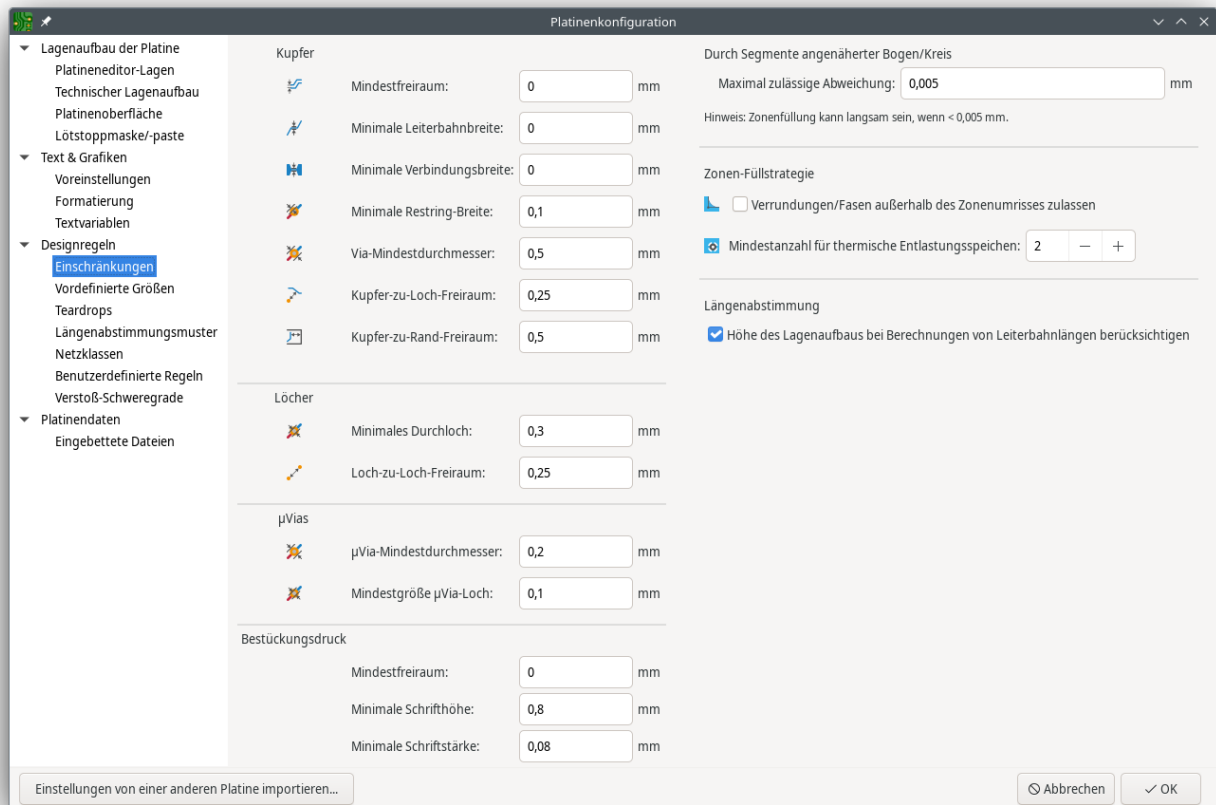 Platinenkonfiguration
Lagenaufbau der Platine
Platineneditor-Lagen
Technischer Lagenaufbau
Platinenoberfläche
Lötstoppmaske/-paste
Text & Grafiken
Voreinstellungen
Formatierung
Textvariablen
Designregeln
Einschränkungen
Vordefinierte Größen
Teardrops
Längenabstimmungsmuster
Netzklassen
Benutzerdefinierte Regeln
Verstoß-Schweregrade
Platinendaten
Eingebettete Dateien
Kupfer
Mindestfreiraum: 0 mm
Minimale Leiterbahnbreite: 0 mm
Minimale Verbindungsbreite: 0 mm
Minimale Restring-Breite: 0,1 mm
Via-Mindestdurchmesser: 0,5 mm
Kupfer-zu-Loch-Freiraum: 0,25 mm
Kupfer-zu-Rand-Freiraum: 0,5 mm
Löcher
Minimales Durchloch: 0,3 mm
Loch-zu-Loch-Freiraum: 0,25 mm
µVias
µVia-Mindestdurchmesser: 0,2 mm
Mindestgröße µVia-Loch: 0,1 mm
Bestückungsdruck
Mindestfreiraum: 0 mm
Minimale Schrifthöhe: 0,8 mm
Minimale Schriftstärke: 0,08 mm
Durch Segmente angenäherter Bogen/Kreis
Maximal zulässige Abweichung: 0,005 mm
Hinweis: Zonenfüllung kann langsam sein, wenn < 0,005 mm.
Zonen-Füllstrategie
Verrundungen/Fasen außerhalb des Zonenumrisses zulassen
Mindestanzahl für thermische Entlastungsspeichen: 2 − +
Längenabstimmung
Höhe des Lagenaufbaus bei Berechnungen von Leiterbahnlängen berücksichtigen
Einstellungen von einer anderen Platine importieren...
Abbrechen
OK